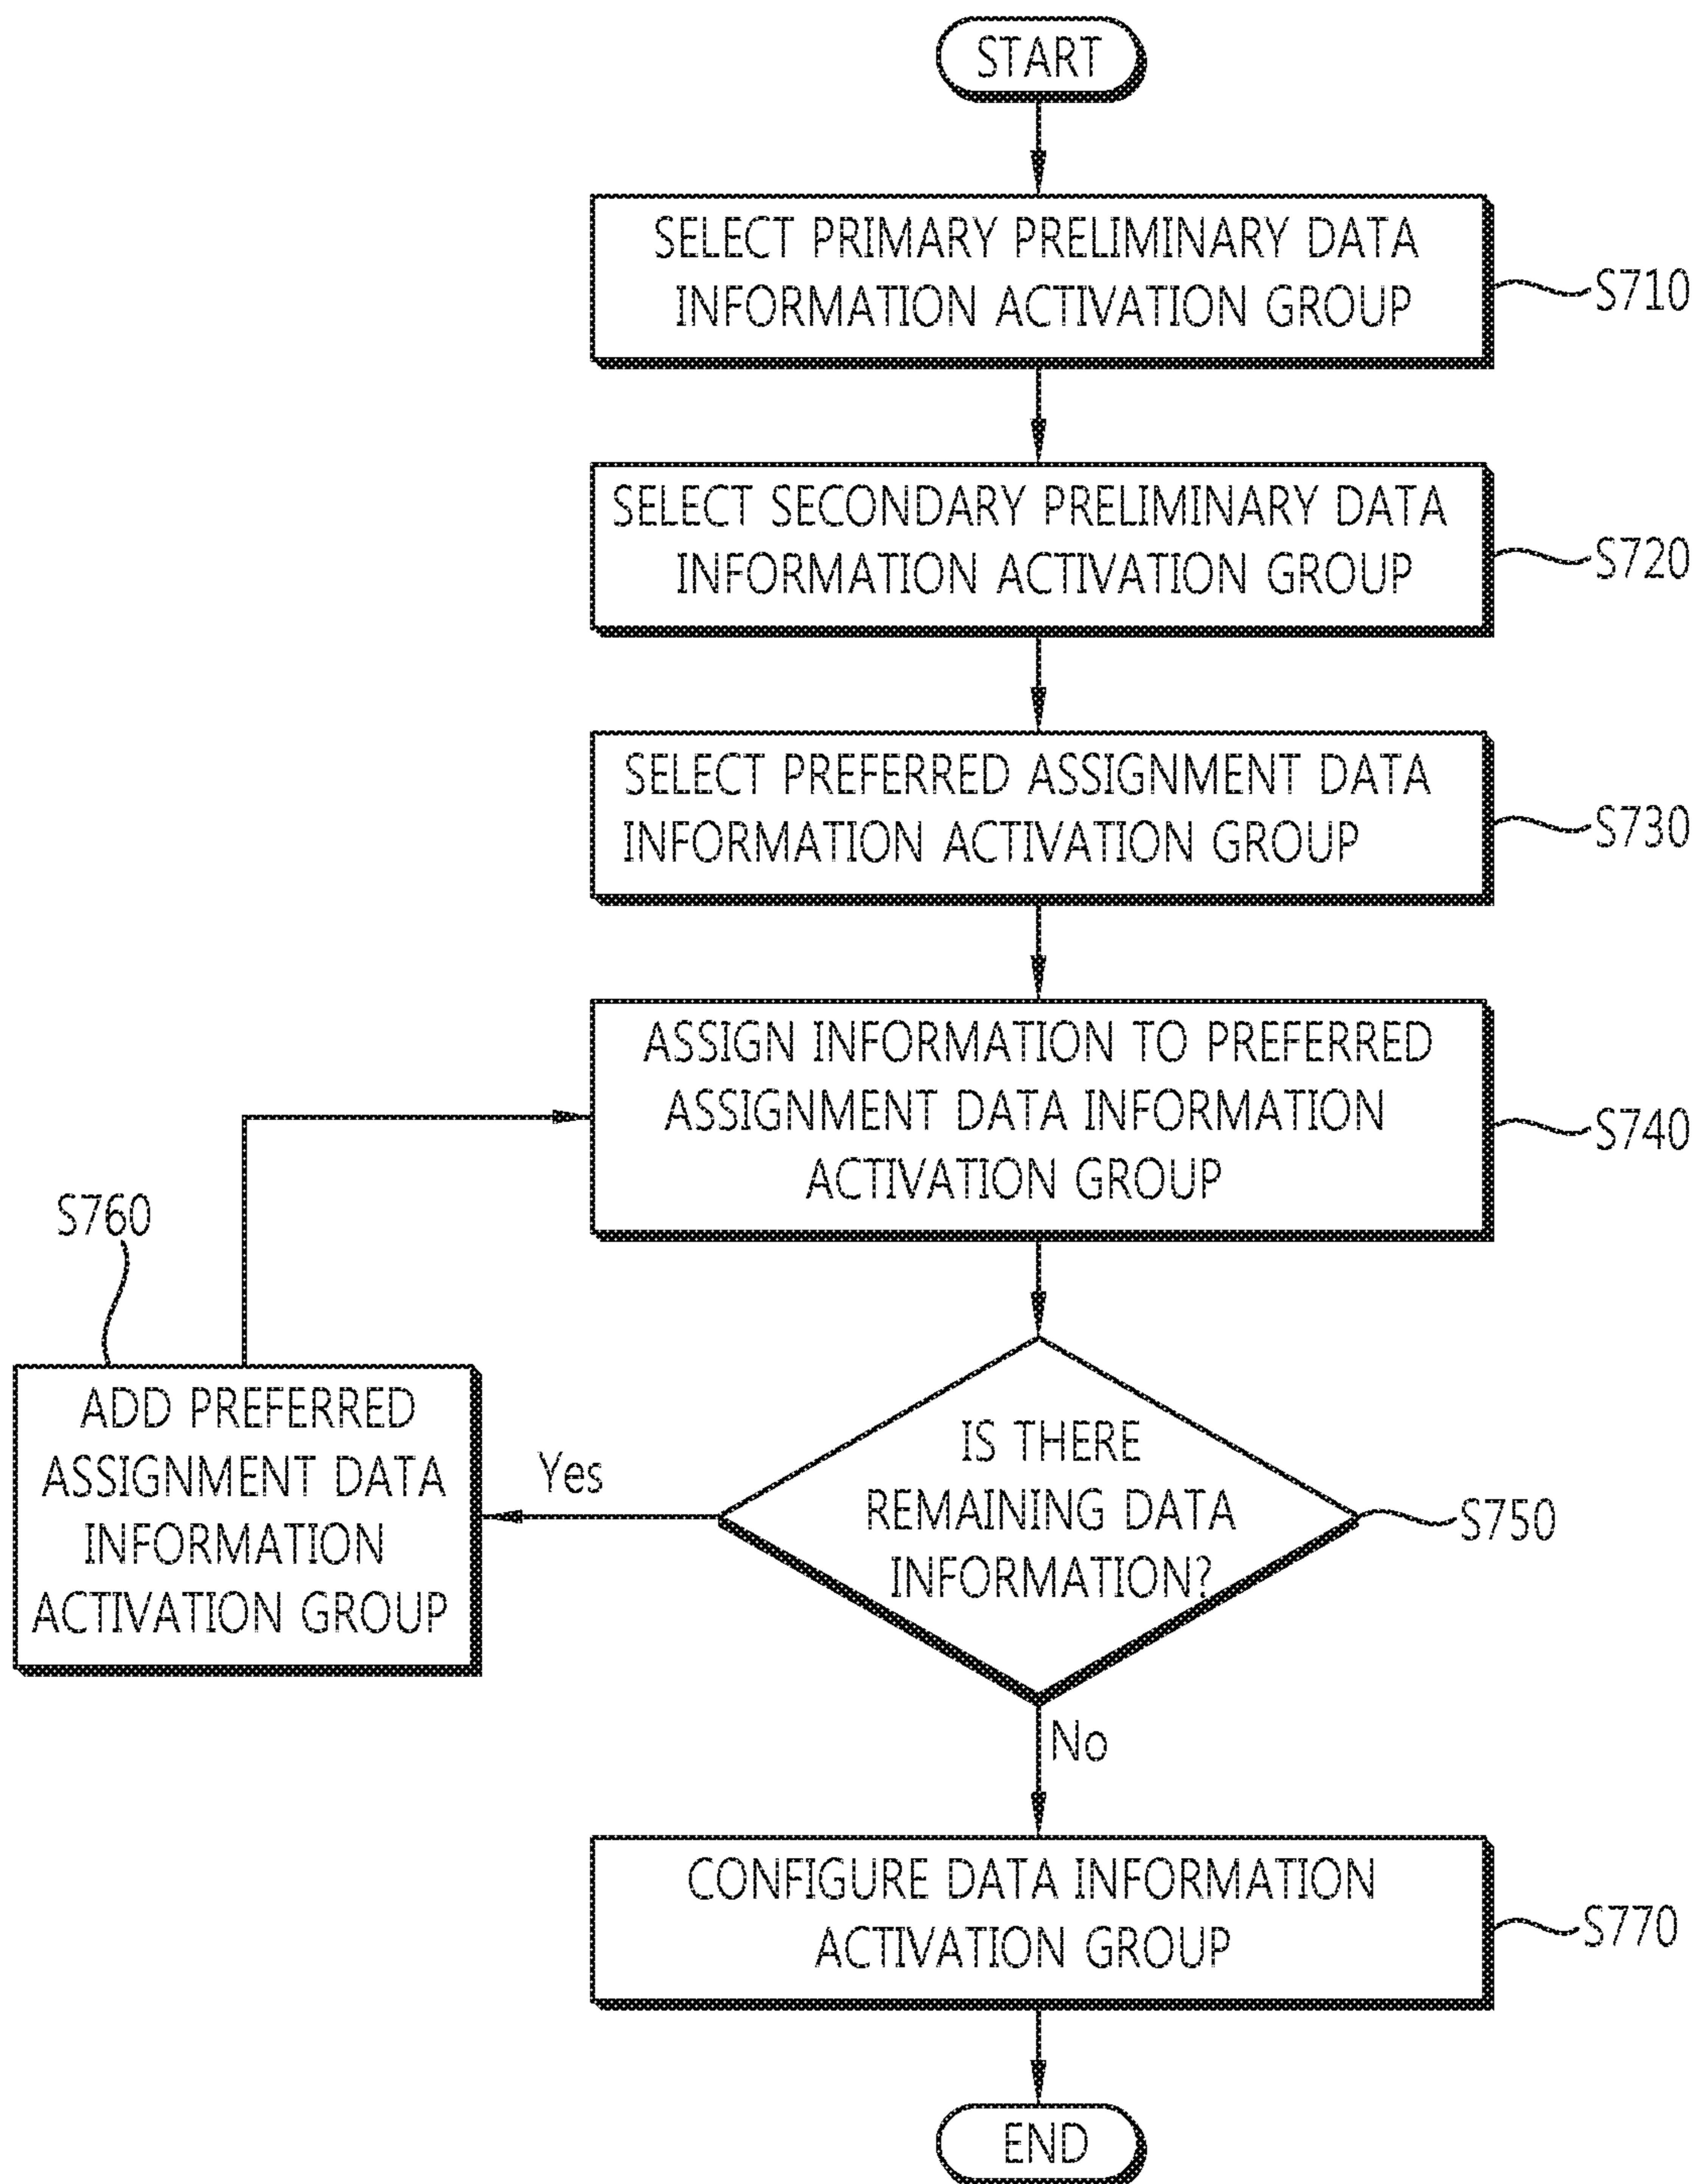 START
SELECT PRIMARY PRELIMINARY DATA
INFORMATION ACTIVATION GROUP
S710
SELECT SECONDARY PRELIMINARY DATA
INFORMATION ACTIVATION GROUP
S720
SELECT PREFERRED ASSIGNMENT DATA
INFORMATION ACTIVATION GROUP
S730
ASSIGN INFORMATION TO PREFERRED
ASSIGNMENT DATA INFORMATION
ACTIVATION GROUP
S740
S760
ADD PREFERRED
ASSIGNMENT DATA
INFORMATION
ACTIVATION GROUP
Yes
IS THERE
REMAINING DATA
INFORMATION?
S750
No
CONFIGURE DATA INFORMATION
ACTIVATION GROUP
S770
END